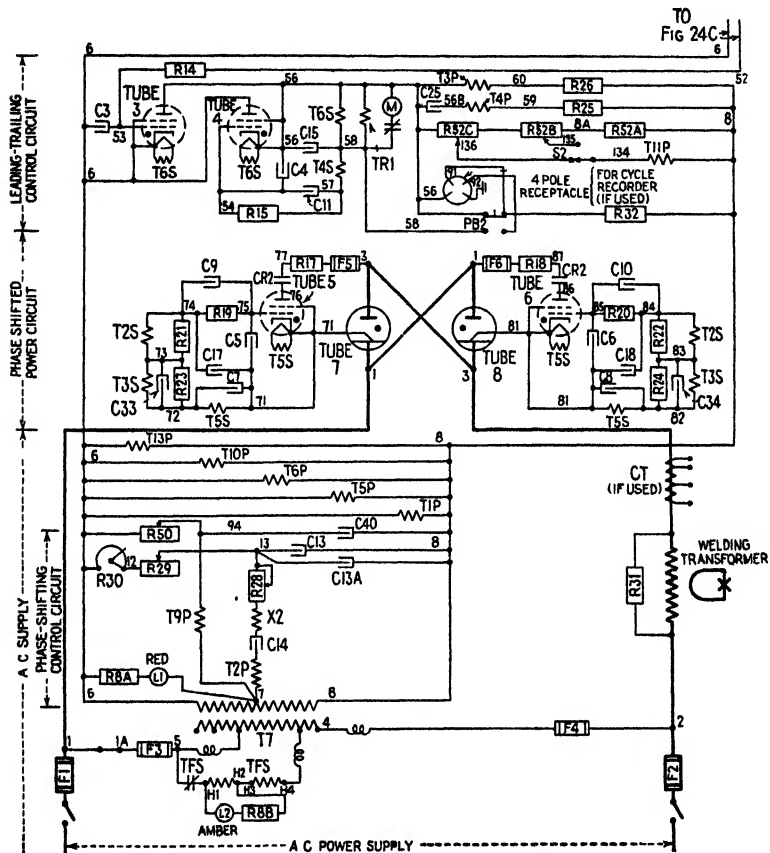 TO
FIG 24C
6 6
R14
52
LEADING-TRAILING
CONTROL CIRCUIT
TUBE
3
C3
53
T6S
6
TUBE
4
56
T6S
56 C15
C4
T6S
58
T4S
57
C11
54
R15
TR1
M
C25
T3P
60
R26
56B
T4P
59
R25
8
RS2C
RS2B
8A
RS2A
136
135
S2
134
T11P
56
91
92
41
4 POLE
RECEPTACLE
FOR CYCLE
RECORDER
(IF USED)
R32
58
PB2
PHASE SHIFTED
POWER CIRCUIT
C9
74
R19
75
77
R17
F5
3
CR2
76
TUBE 5
T5S
71
TUBE
7
1
T2S
R21
C5
73
C17
T3S
R23
C7
C33
72
71
T5S
1
F6
R18
87
CR2
86
TUBE
6
T5S
81
TUBE
8
3
C10
85
R20
84
C6
R22
T2S
C18
83
C8
R24
T3S
C34
81
82
T5S
A C SUPPLY
T13P
8
6
T10P
T6P
T5P
T1P
PHASE-SHIFTING
CONTROL CIRCUIT
R50
94
C40
13
C13
8
R30
12
R29
C13A
R28
T9P
X2
C14
T2P
RED
R8A
L1
6
7
8
T7
4
CT
(IF USED)
WELDING
TRANSFORMER
R31
1
1A
F3
5
F4
2
TFS
H1
H2
TFS
H3
H4
L2
R8B
AMBER
F1
F2
A C POWER SUPPLY